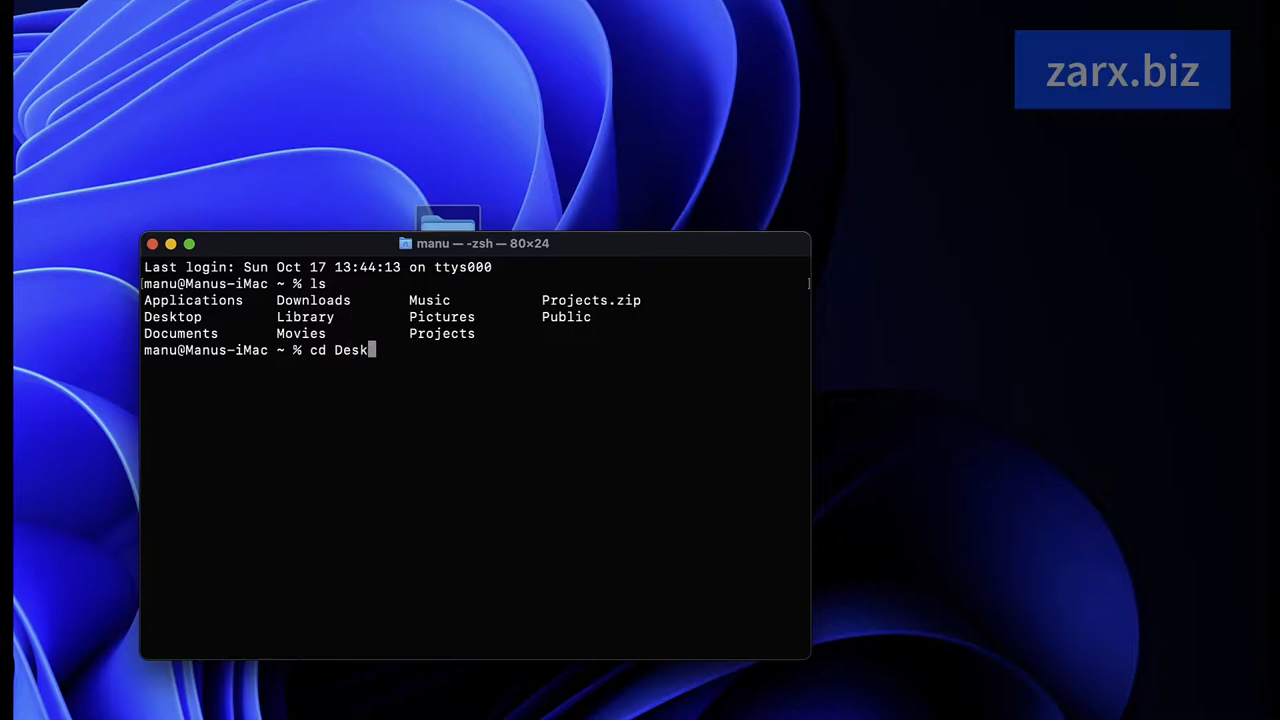 zarx.biz
manu — -zsh — 80×24
Last login: Sun Oct 17 13:44:13 on ttys000
[manu@Manus-iMac ~ % ls ]
Applications Downloads Music Projects.zip
Desktop Library Pictures Public
Documents Movies Projects
manu@Manus-iMac ~ % cd Desk